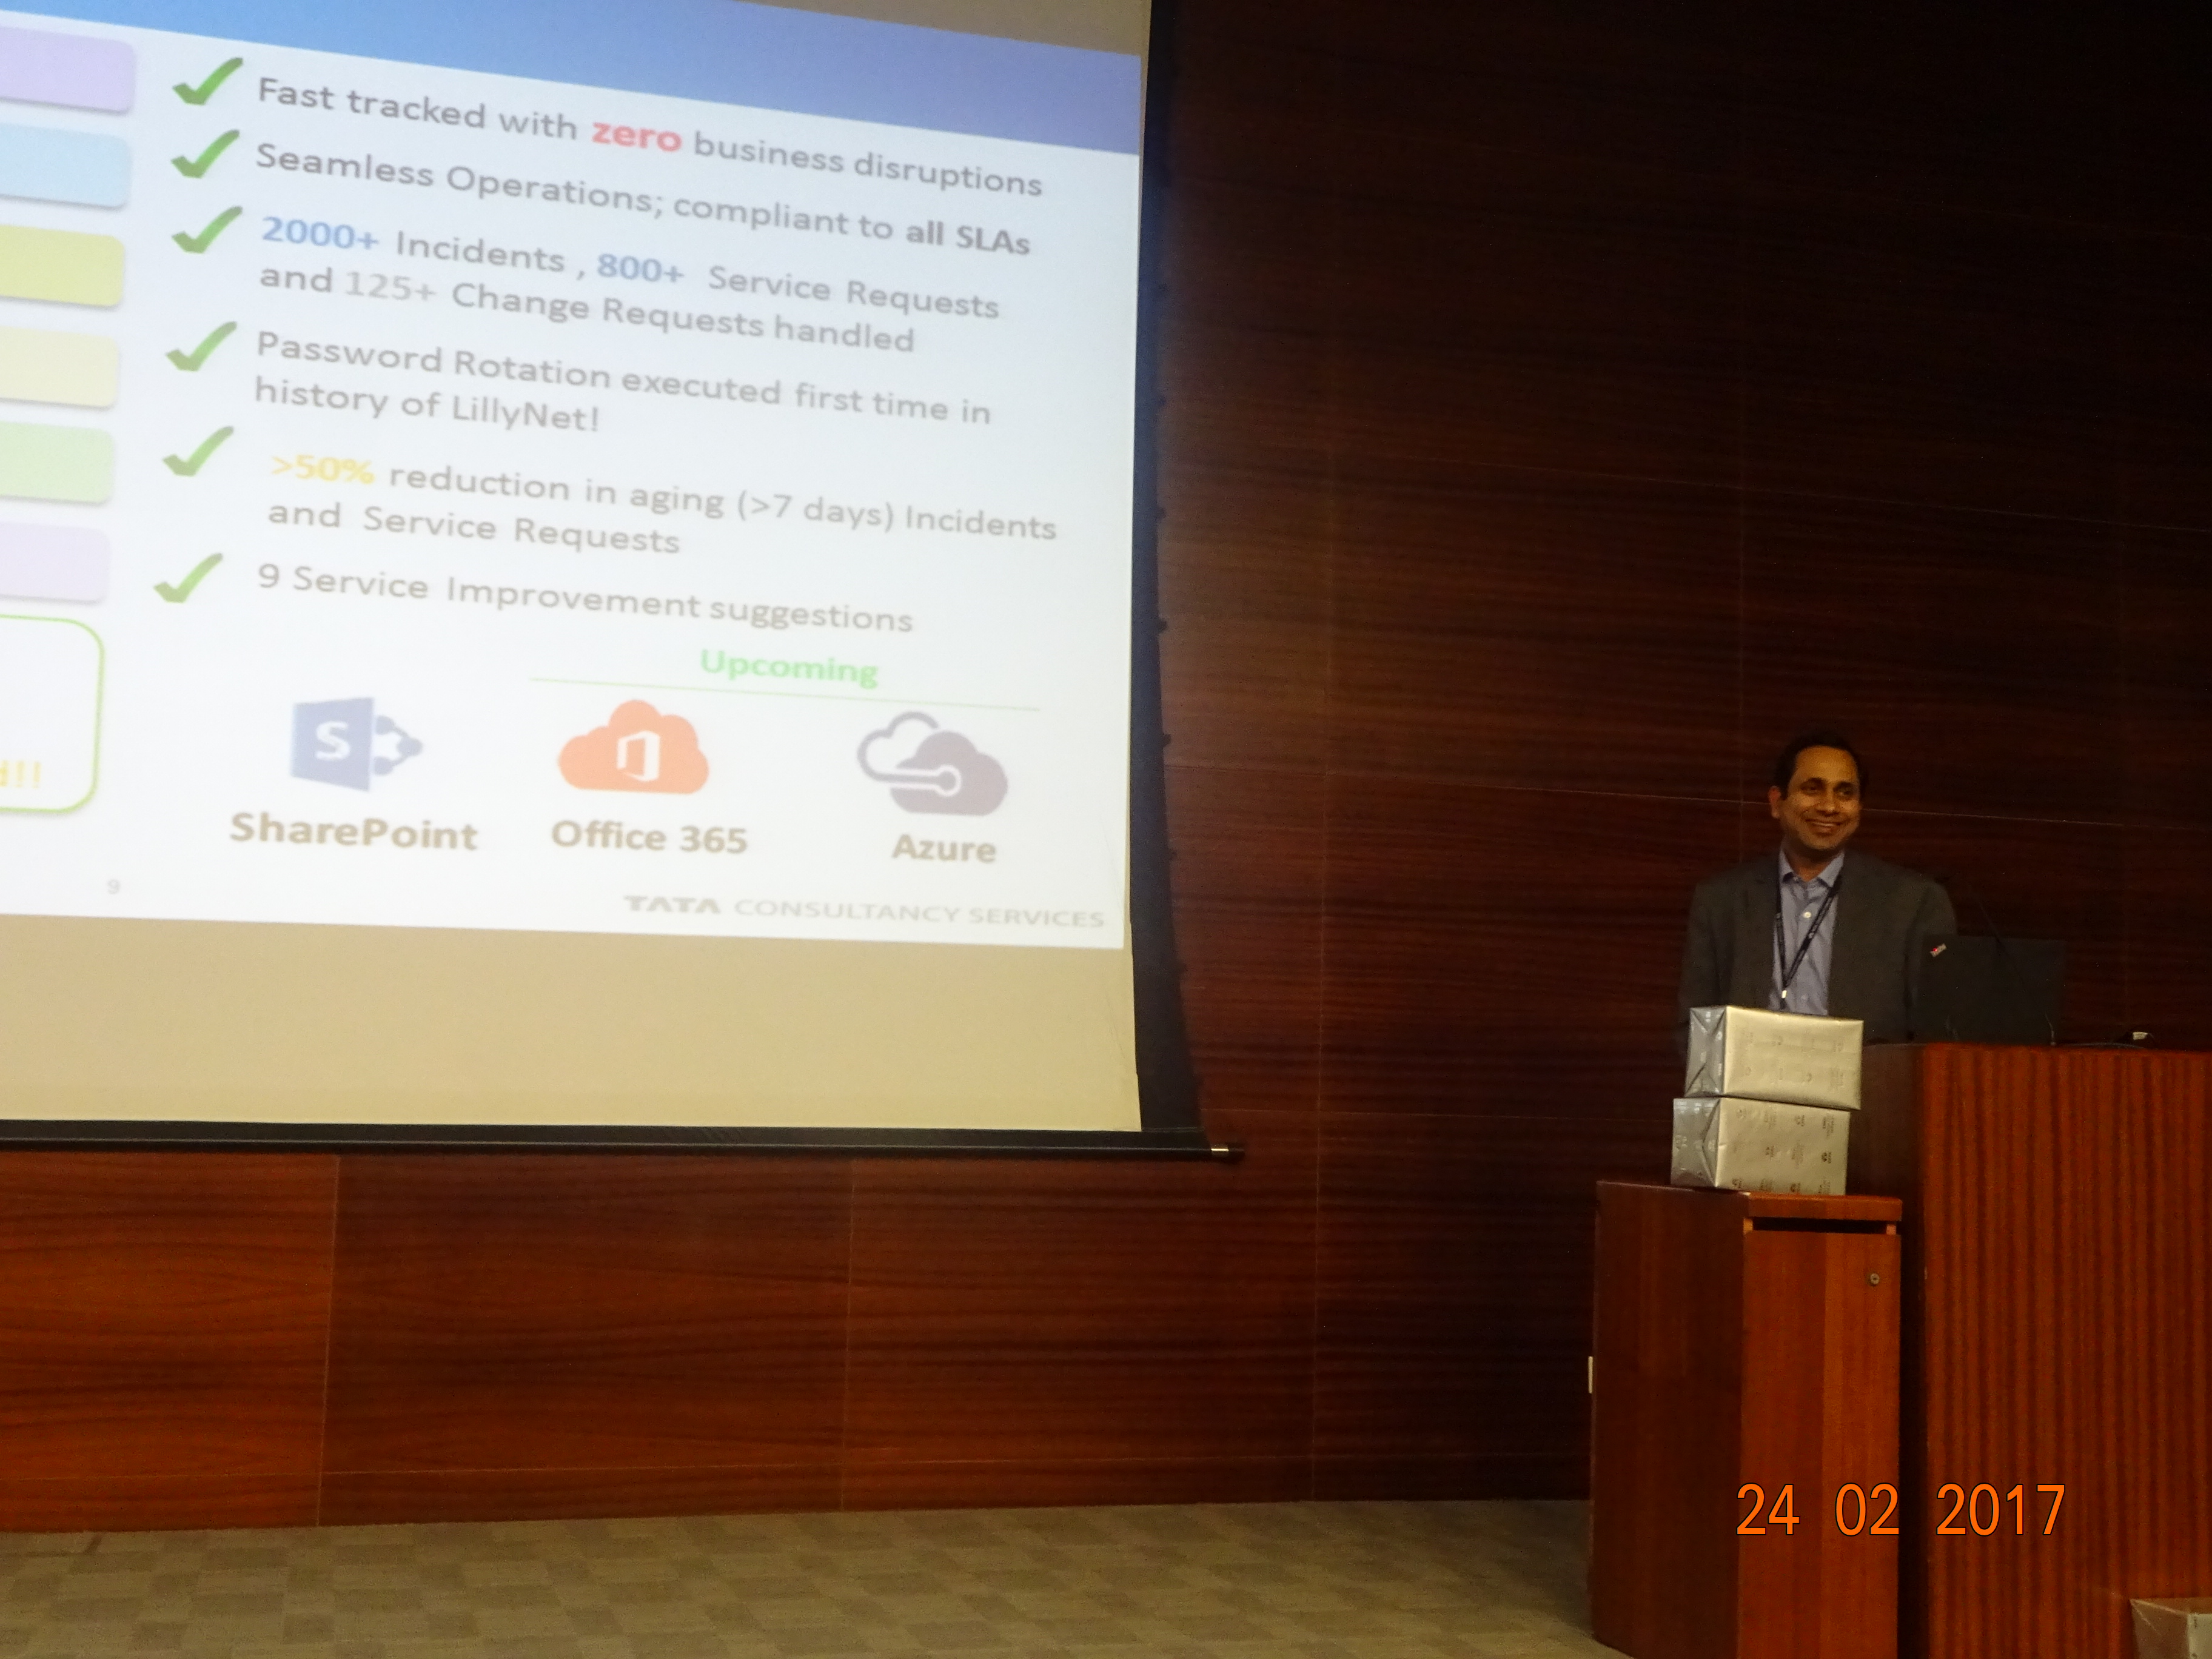 Fast tracked with zero business disruptions
Seamless Operations; compliant to all SLAs
2000+ Incidents , 800+ Service Requests
and 125+ Change Requests handled
Password Rotation executed first time in
history of LillyNet!
>50% reduction in aging (>7 days) Incidents
and Service Requests
9 Service Improvement suggestions
Upcoming
S
SharePoint
Office 365
Azure
d!!
9
TATA CONSULTANCY SERVICES
24 02 2017